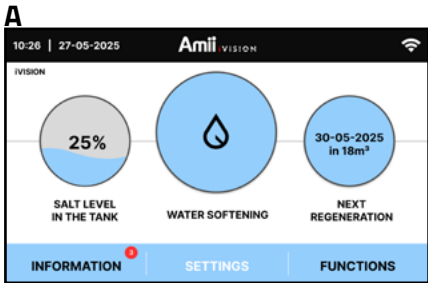 A
10:26 | 27-05-2025
Amii iVISION
iVISION
25%
30-05-2025
in 18m³
SALT LEVEL
IN THE TANK
WATER SOFTENING
NEXT
REGENERATION
3
INFORMATION
SETTINGS
FUNCTIONS